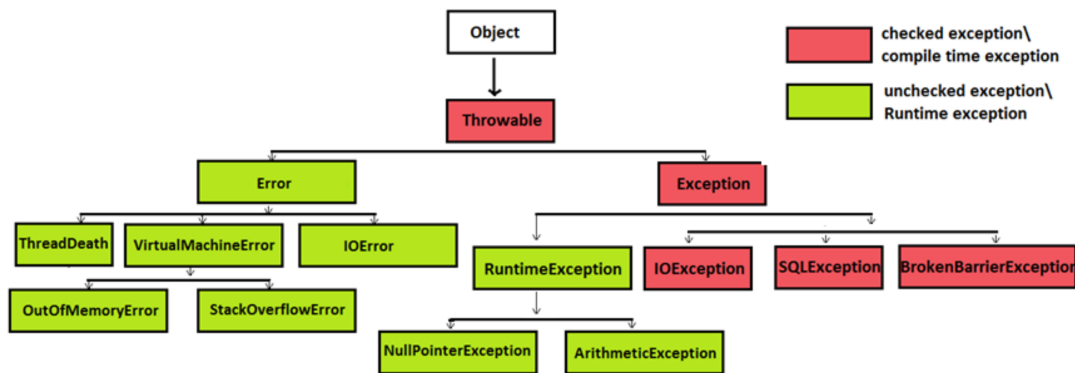 Object
checked exception\
compile time exception
unchecked exception\
Runtime exception
Throwable
Error
Exception
ThreadDeath
VirtualMachineError
IOError
RuntimeException
IOException
SQLException
BrokenBarrierException
OutOfMemoryError
StackOverflowError
NullPointerException
ArithmeticException